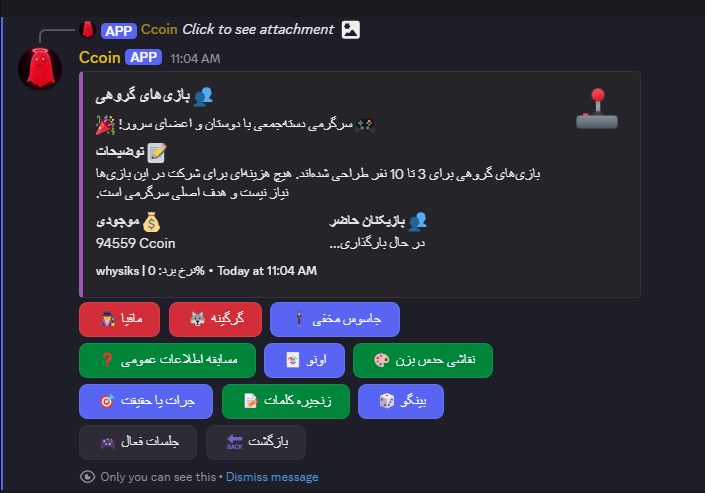 APP Ccoin Click to see attachment
Ccoin APP 11:04 AM
بازی‌های گروهی
سرگرمی دسته‌جمعی با دوستان و اعضای سرور!
توضیحات
بازی‌های گروهی برای 3 تا 10 نفر طراحی شده‌اند. هیچ هزینه‌ای برای شرکت در این بازی‌ها
نیاز نیست و هدف اصلی سرگرمی است.
موجودی
94559 Ccoin
بازیکنان حاضر
در حال بارگذاری...
whysiks | نرخ برد: 0% • Today at 11:04 AM
مافیا
گرگینه
جاسوس مخفی
مسابقه اطلاعات عمومی
اونو
نقاشی حدس بزن
جرات یا حقیقت
زنجیره کلمات
بینگو
جلسات فعال
بازگشت
Only you can see this • Dismiss message